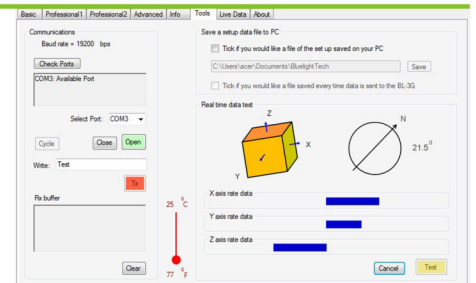 Basic Professional1 Professional2 Advanced Info Tools Live Data About
Communications
Baud rate = 19200 bps
Check Ports
COM3: Available Port
Select Port: COM3
Cycle Close Open
Write: Test
Tx
Rx buffer
Clear
25 °C
77 °F
Save a setup data file to PC
Tick if you would like a file of the set up saved on your PC
C:\Users\acer\Documents\BluelightTech Save
Tick if you would like a file saved every time data is sent to the BL-3G
Real time data test
Z
X
Y
N
21.5°
X axis rate data
Y axis rate data
Z axis rate data
Cancel Test